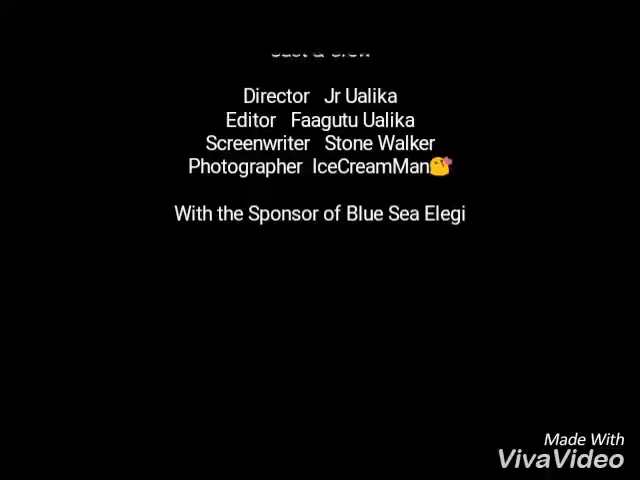 Director Jr Ualika
Editor Faagutu Ualika
Screenwriter Stone Walker
Photographer IceCreamMan😘
With the Sponsor of Blue Sea Elegi
Made With
VivaVideo